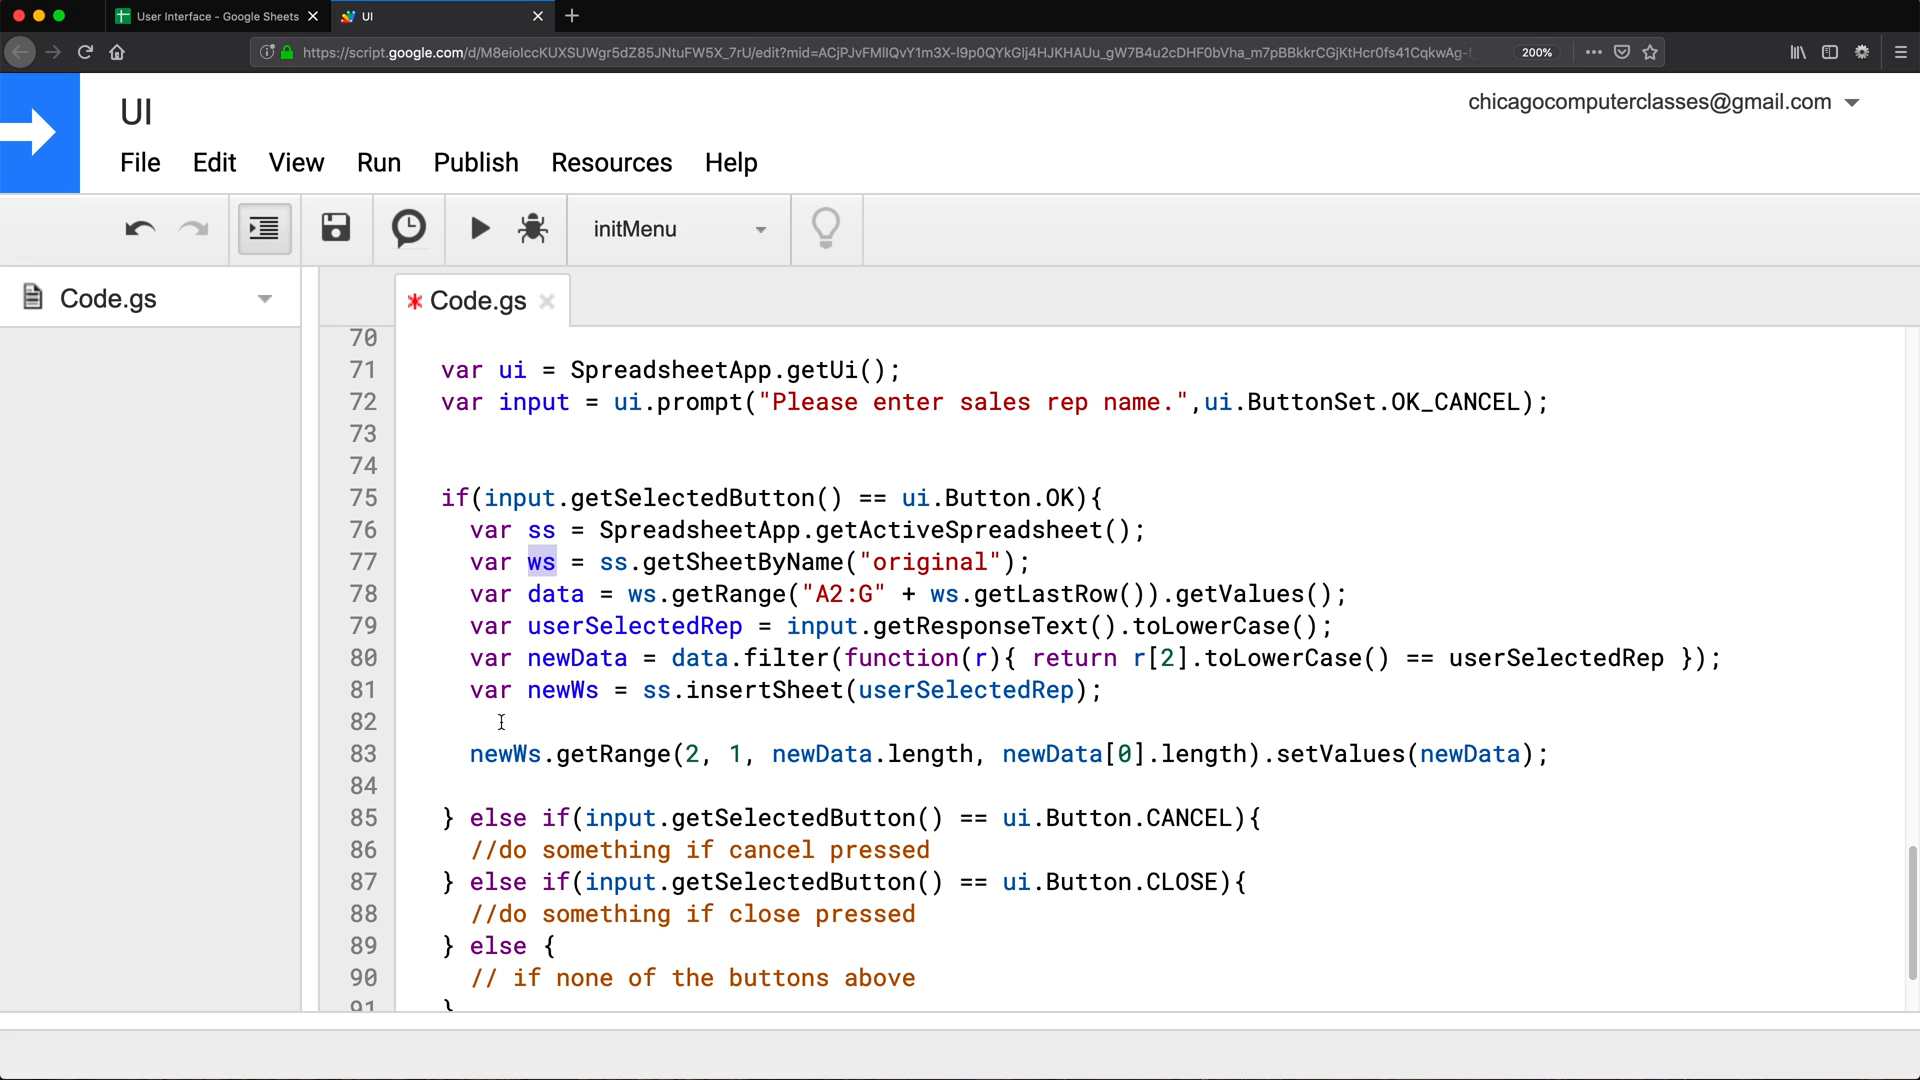 User Interface - Google Sheets
UI
https://script.google.com/d/M8eiolccKUXSUWgr5dZ85JNtuFW5X_7rU/edit?mid=
200%
UI
chicagocomputerclasses@gmail.com
File Edit View Run Publish Resources Help
initMenu
Code.gs
* Code.gs
70
71 var ui = SpreadsheetApp.getUi();
72 var input = ui.prompt("Please enter sales rep name.",ui.ButtonSet.OK_CANCEL);
73
74
75 if(input.getSelectedButton() == ui.Button.OK){
76 var ss = SpreadsheetApp.getActiveSpreadsheet();
77 var ws = ss.getSheetByName("original");
78 var data = ws.getRange("A2:G" + ws.getLastRow()).getValues();
79 var userSelectedRep = input.getResponseText().toLowerCase();
80 var newData = data.filter(function(r){ return r[2].toLowerCase() == userSelectedRep });
81 var newWs = ss.insertSheet(userSelectedRep);
82
83 newWs.getRange(2, 1, newData.length, newData[0].length).setValues(newData);
84
85 } else if(input.getSelectedButton() == ui.Button.CANCEL){
86 //do something if cancel pressed
87 } else if(input.getSelectedButton() == ui.Button.CLOSE){
88 //do something if close pressed
89 } else {
90 // if none of the buttons above
91 }